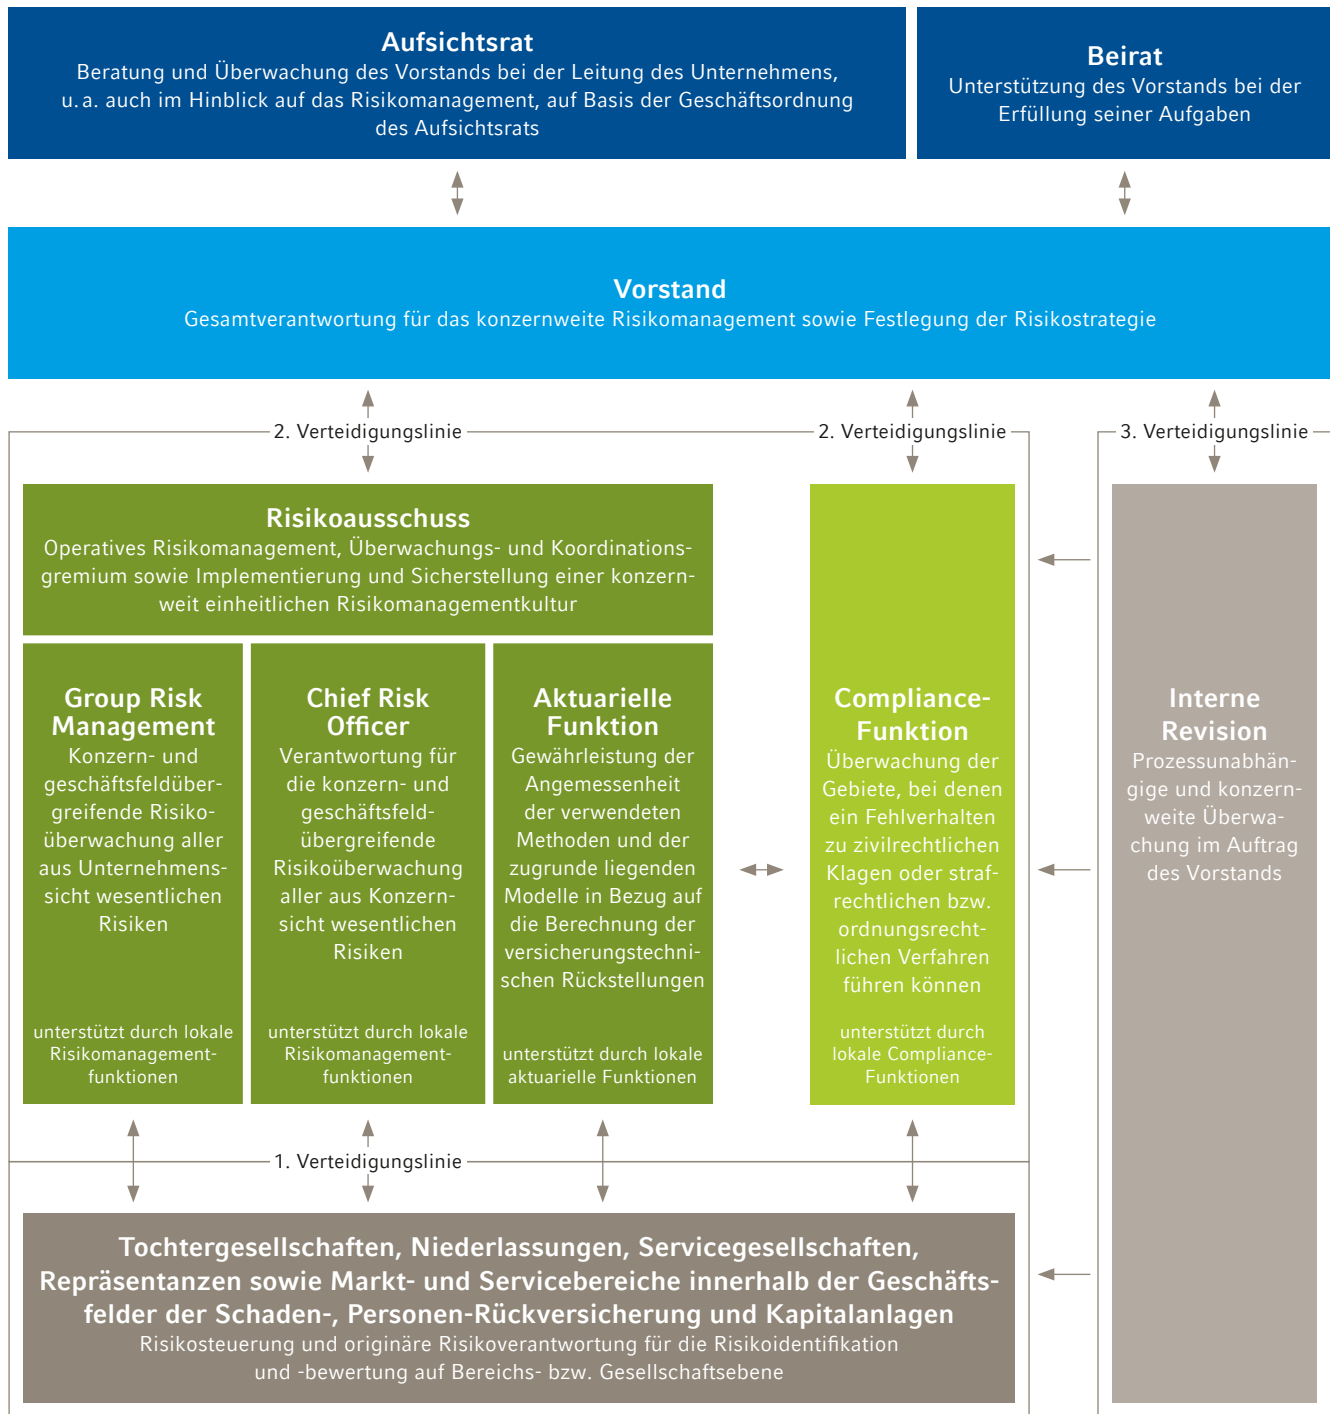 Aufsichtsrat
Beratung und Überwachung des Vorstands bei der Leitung des Unternehmens,
u. a. auch im Hinblick auf das Risikomanagement, auf Basis der Geschäftsordnung
des Aufsichtsrats
Beirat
Unterstützung des Vorstands bei der
Erfüllung seiner Aufgaben
Vorstand
Gesamtverantwortung für das konzernweite Risikomanagement sowie Festlegung der Risikostrategie
2. Verteidigungslinie
2. Verteidigungslinie
3. Verteidigungslinie
Risikoausschuss
Operatives Risikomanagement, Überwachungs- und Koordinations-
gremium sowie Implementierung und Sicherstellung einer konzern-
weit einheitlichen Risikomanagementkultur
Group Risk
Management
Konzern- und
geschäftsfeldüber-
greifende Risiko-
überwachung aller
aus Unternehmens-
sicht wesentlichen
Risiken
unterstützt durch lokale
Risikomanagement-
funktionen
Chief Risk
Officer
Verantwortung für
die konzern- und
geschäftsfeld-
übergreifende
Risikoüberwachung
aller aus Konzern-
sicht wesentlichen
Risiken
unterstützt durch lokale
Risikomanagement-
funktionen
Aktuarielle
Funktion
Gewährleistung der
Angemessenheit
der verwendeten
Methoden und der
zugrunde liegenden
Modelle in Bezug auf
die Berechnung der
versicherungstechni-
schen Rückstellungen
unterstützt durch lokale
aktuarielle Funktionen
Compliance-
Funktion
Überwachung der
Gebiete, bei denen
ein Fehlverhalten
zu zivilrechtlichen
Klagen oder straf-
rechtlichen bzw.
ordnungsrecht-
lichen Verfahren
führen können
unterstützt durch
lokale Compliance-
Funktionen
Interne
Revision
Prozessunabhän-
gige und konzern-
weite Überwa-
chung im Auftrag
des Vorstands
1. Verteidigungslinie
Tochtergesellschaften, Niederlassungen, Servicegesellschaften,
Repräsentanzen sowie Markt- und Servicebereiche innerhalb der Geschäfts-
felder der Schaden-, Personen-Rückversicherung und Kapitalanlagen
Risikosteuerung und originäre Risikoverantwortung für die Risikoidentifikation
und -bewertung auf Bereichs- bzw. Gesellschaftsebene